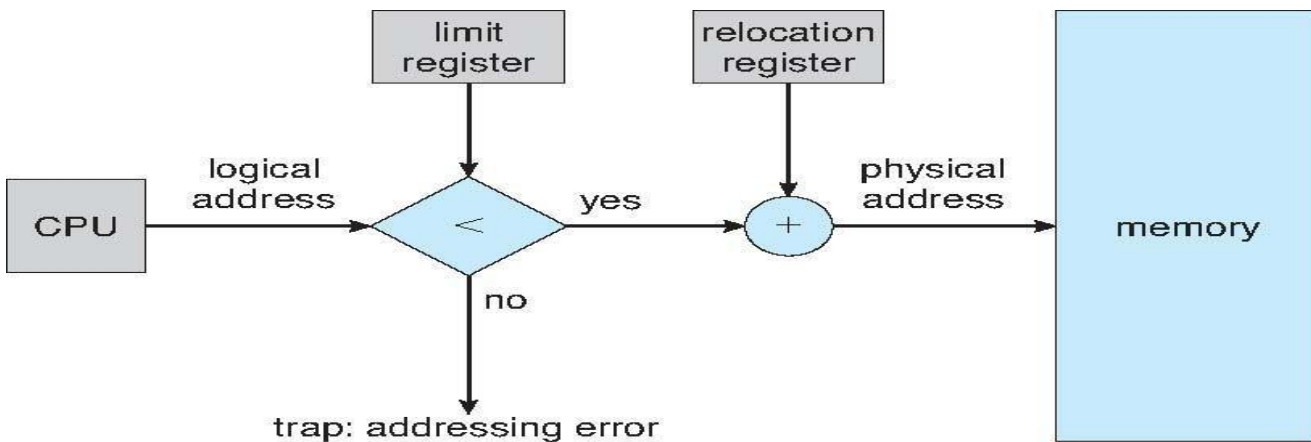 limit
register
relocation
register
logical
address
physical
address
CPU
<
yes
+
memory
no
trap: addressing error